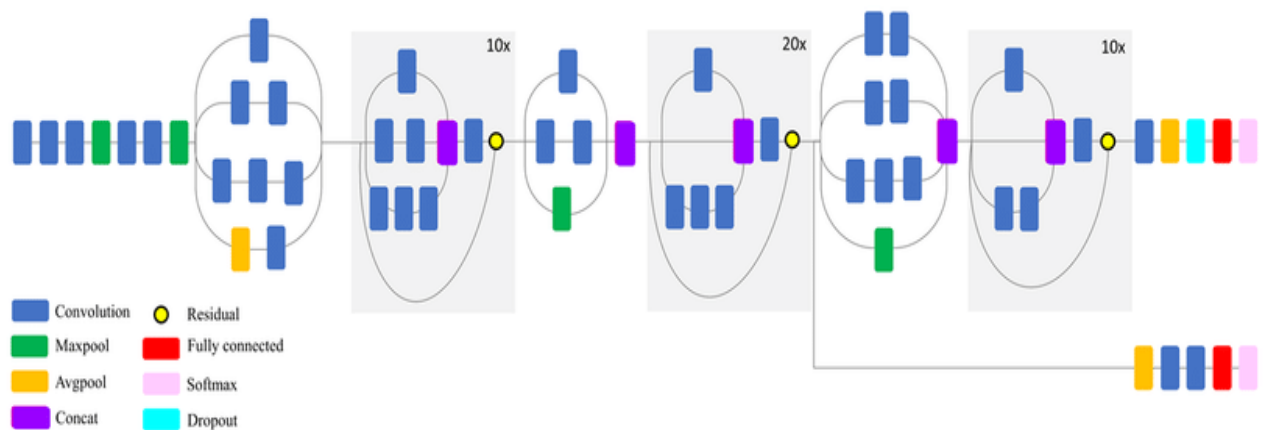 10x
20x
10x
Convolution
Residual
Maxpool
Fully connected
Avgpool
Softmax
Concat
Dropout